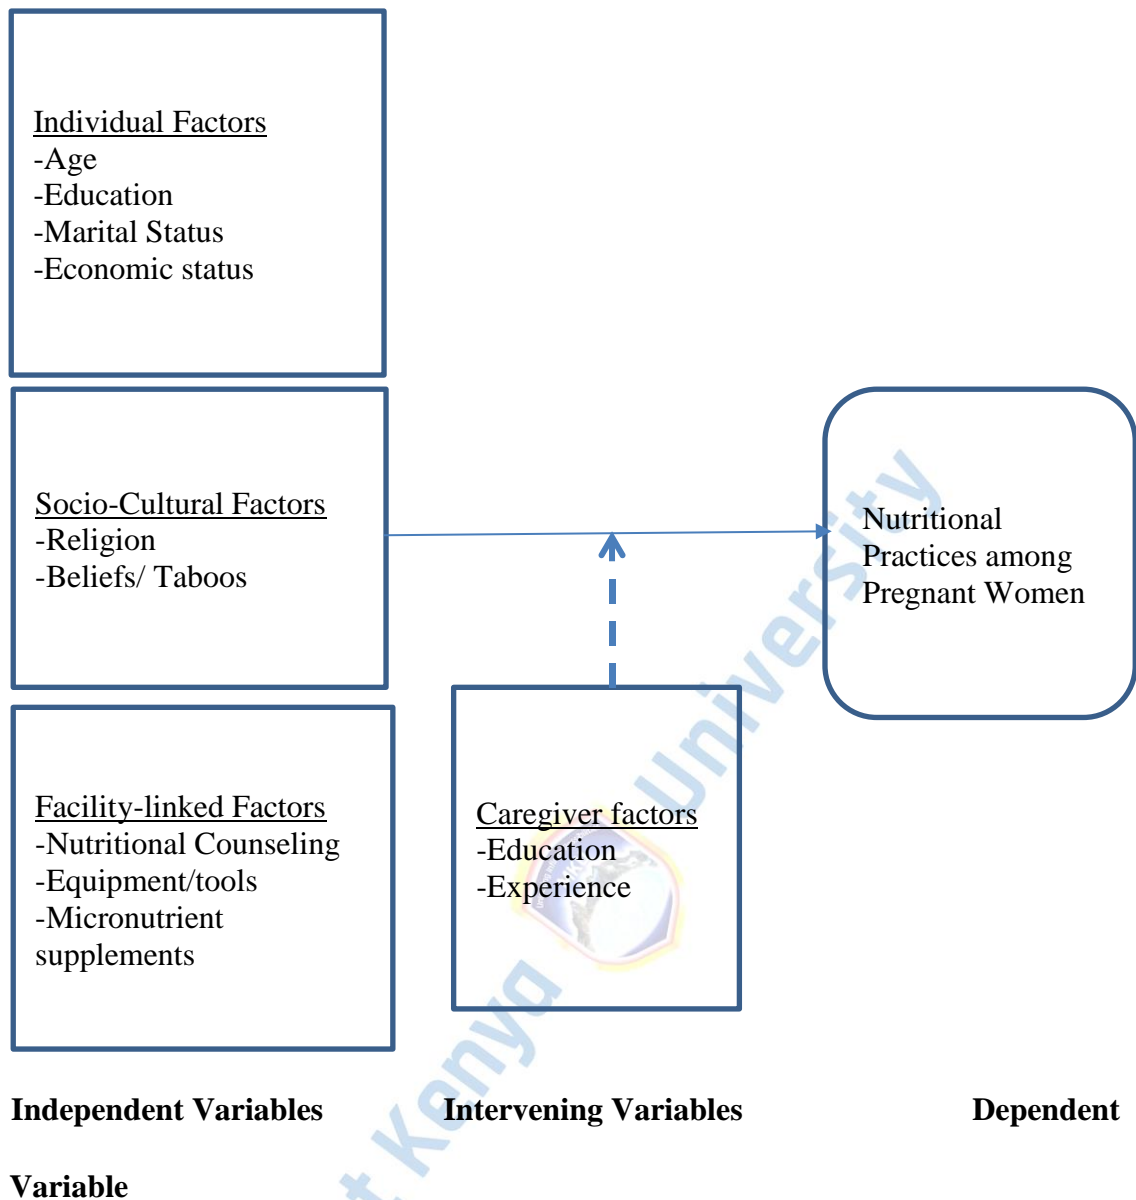 Individual Factors
-Age
-Education
-Marital Status
-Economic status
Socio-Cultural Factors
-Religion
-Beliefs/ Taboos
Facility-linked Factors
-Nutritional Counseling
-Equipment/tools
-Micronutrient
supplements
Caregiver factors
-Education
-Experience
Nutritional
Practices among
Pregnant Women
Independent Variables Intervening Variables Dependent
Variable
Kenya University